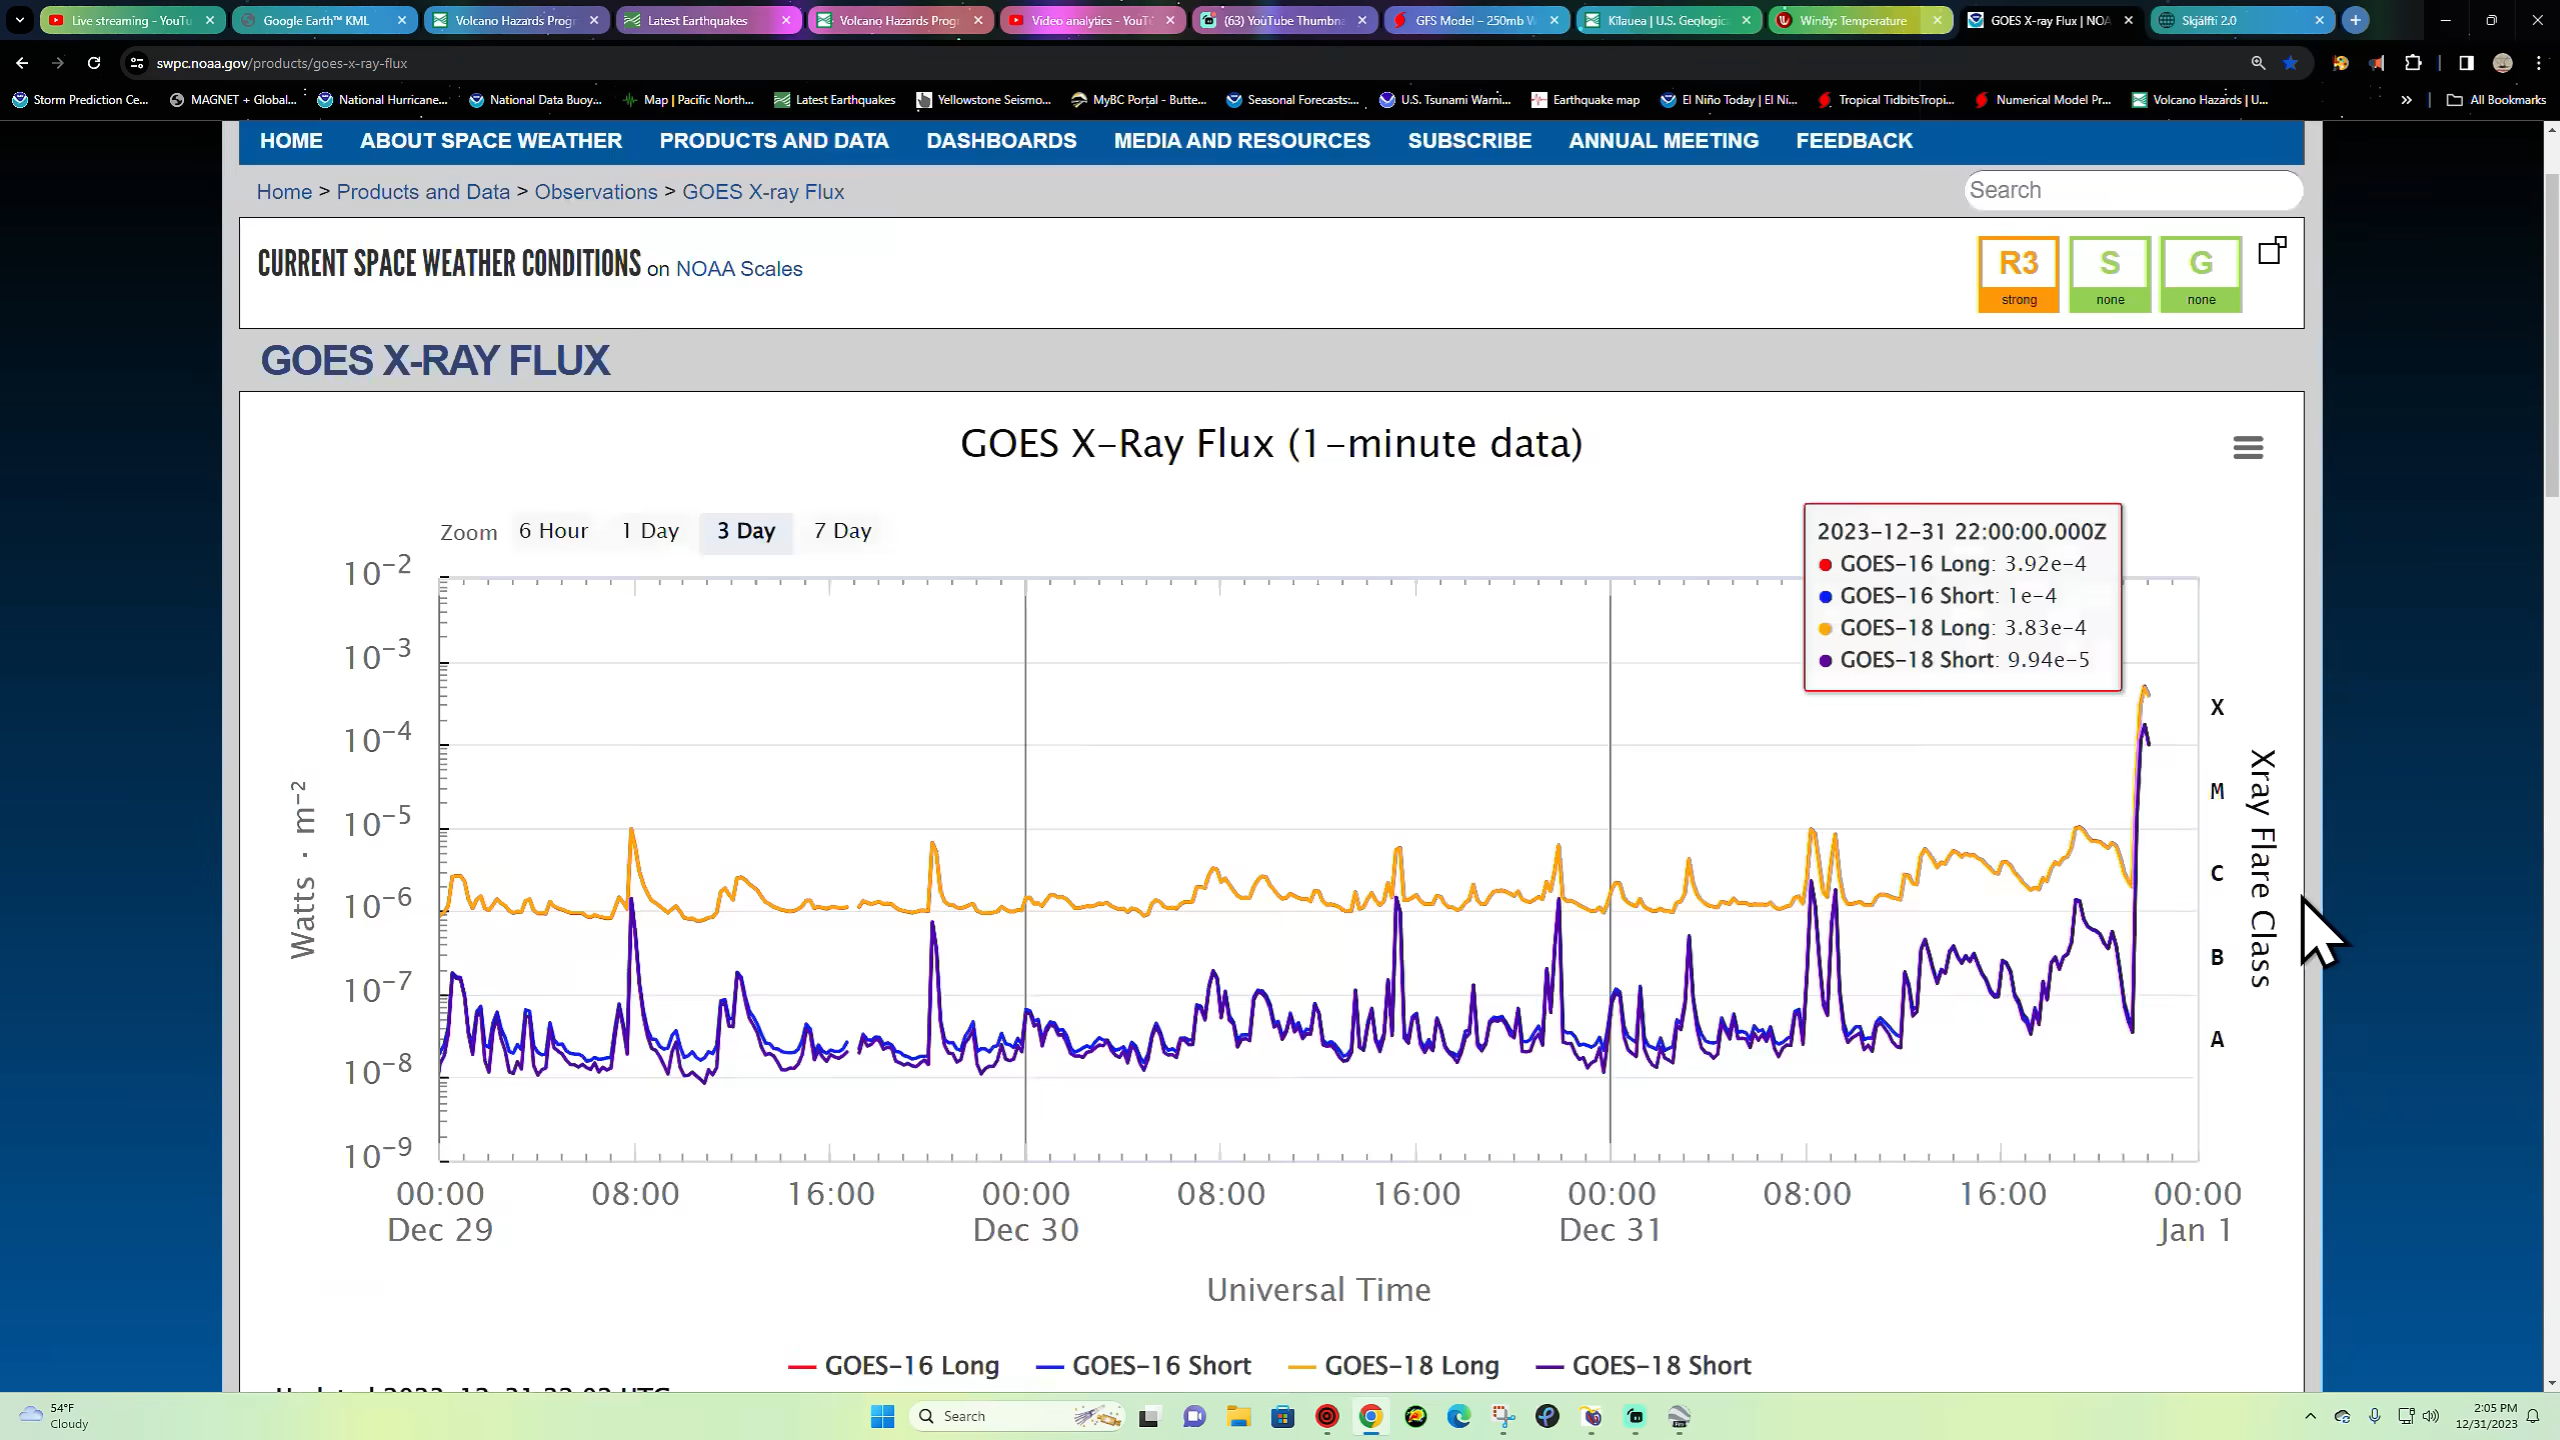 Live streaming - YouTu
Google Earth™ KML
Volcano Hazards Prog
Latest Earthquakes
Volcano Hazards Prog
Video analytics - YouT
(63) YouTube Thumbn
GFS Model – 250mb W
Kīlauea | U.S. Geologica
Windy: Temperature
GOES X-ray Flux | NOA
Skjálfti 2.0
swpc.noaa.gov/products/goes-x-ray-flux
Storm Prediction Ce...
MAGNET + Global...
National Hurricane...
National Data Buoy...
Map | Pacific North...
Latest Earthquakes
Yellowstone Seismo...
MyBC Portal - Butte...
Seasonal Forecasts:...
U.S. Tsunami Warni...
Earthquake map
El Niño Today | El Ni...
Tropical TidbitsTropi...
Numerical Model Pr...
Volcano Hazards | U...
All Bookmarks
HOME ABOUT SPACE WEATHER PRODUCTS AND DATA DASHBOARDS MEDIA AND RESOURCES SUBSCRIBE ANNUAL MEETING FEEDBACK
Home > Products and Data > Observations > GOES X-ray Flux
Search
CURRENT SPACE WEATHER CONDITIONS on NOAA Scales
R3 S G
strong none none
GOES X-RAY FLUX
GOES X-Ray Flux (1-minute data)
Zoom 6 Hour 1 Day 3 Day 7 Day
2023-12-31 22:00:00.000Z
GOES-16 Long: 3.92e-4
GOES-16 Short: 1e-4
GOES-18 Long: 3.83e-4
GOES-18 Short: 9.94e-5
10⁻²
10⁻³
10⁻⁴
10⁻⁵
10⁻⁶
10⁻⁷
10⁻⁸
10⁻⁹
Watts · m⁻²
X
M
C
B
A
Xray Flare Class
00:00 08:00 16:00 00:00 08:00 16:00 00:00 08:00 16:00 00:00
Dec 29 Dec 30 Dec 31 Jan 1
Universal Time
GOES-16 Long GOES-16 Short GOES-18 Long GOES-18 Short
54°F
Cloudy
Search
2:05 PM
12/31/2023